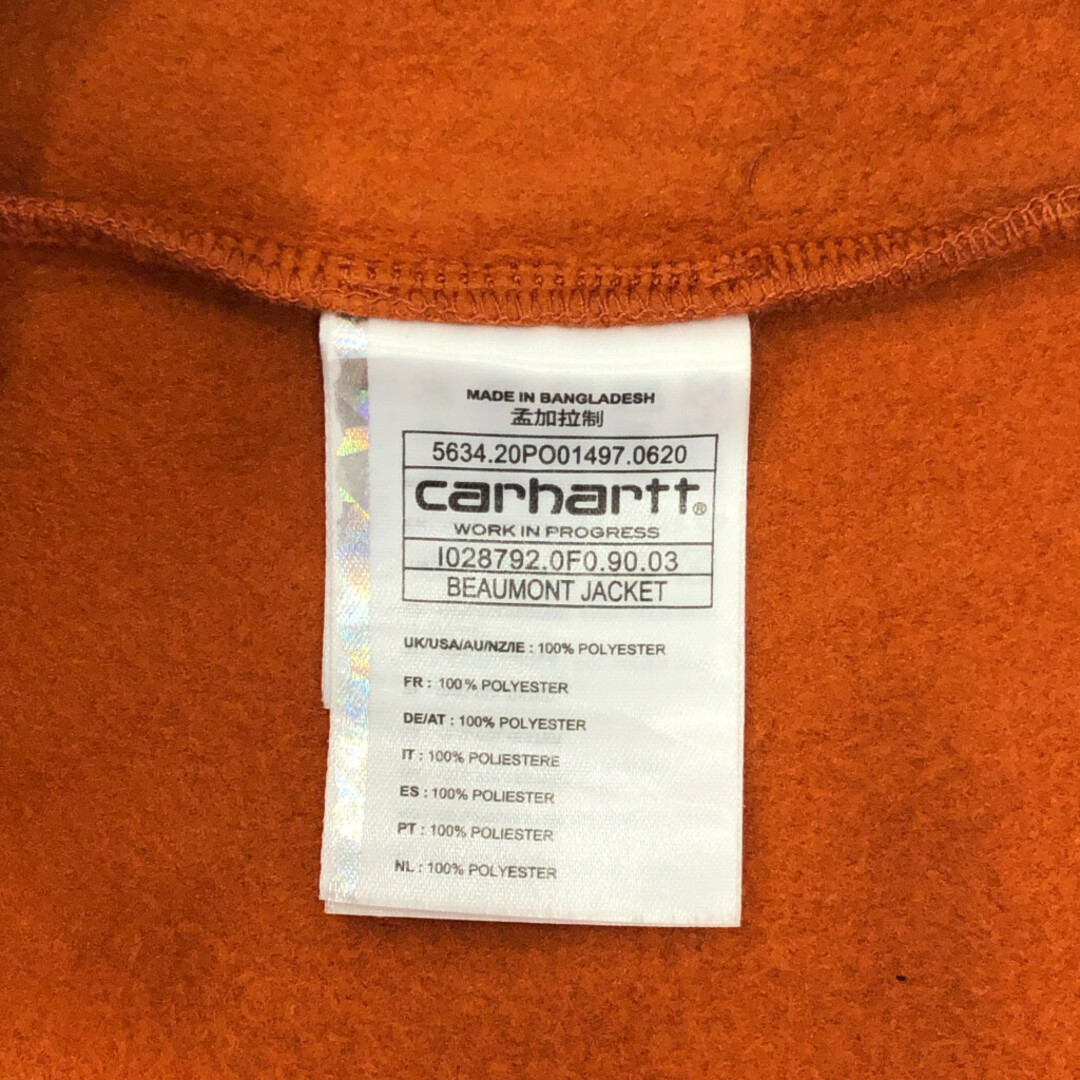 MADE IN BANGLADESH
孟加拉制
5634.20PO01497.0620
carhartt®
WORK IN PROGRESS
I028792.0F0.90.03
BEAUMONT JACKET
UK/USA/AU/NZ/IE : 100% POLYESTER
FR : 100% POLYESTER
DE/AT : 100% POLYESTER
IT : 100% POLIESTERE
ES : 100% POLIESTER
PT : 100% POLIESTER
NL : 100% POLYESTER